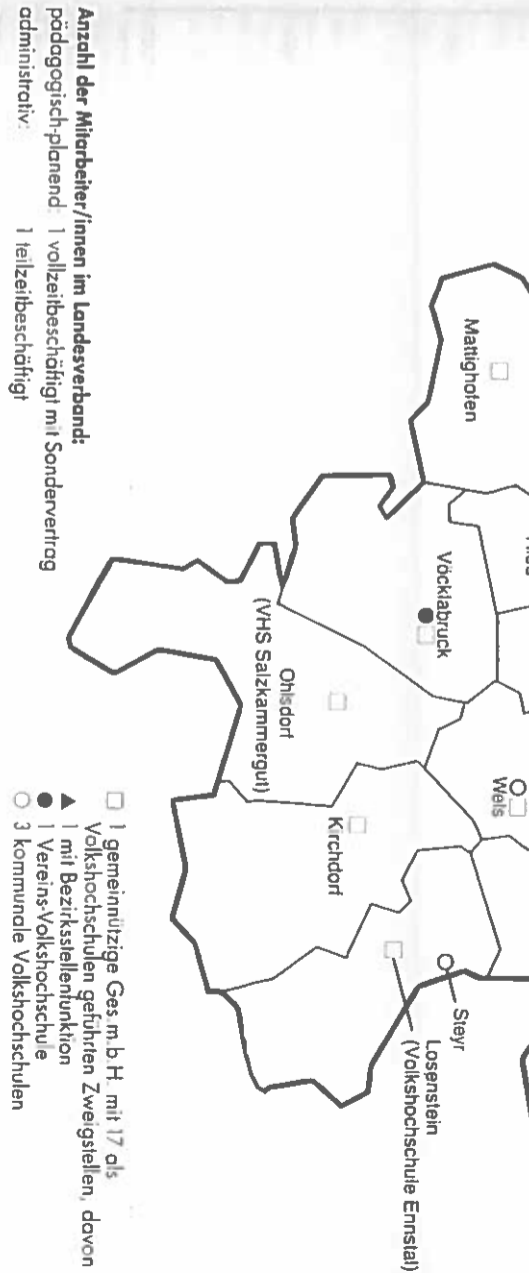 Mattighofen
Vöcklabruck
Wels
Ohlsdorf
(VHS Salzkammergut)
Kirchdorf
Steyr
Losenstein
(Volkshochschule Ennstal)
Anzahl der Mitarbeiter/innen im Landesverband:
pädagogisch-planend: 1 vollzeitbeschäftigt mit Sondervertrag
administrativ: 1 teilzeitbeschäftigt
□ 1 gemeinnützige Ges.m.b.H. mit 17 als
Volkshochschulen geführten Zweigstellen, davon
▲ 1 mit Bezirksstellenfunktion
● 1 Vereins-Volkshochschule
○ 3 kommunale Volkshochschulen